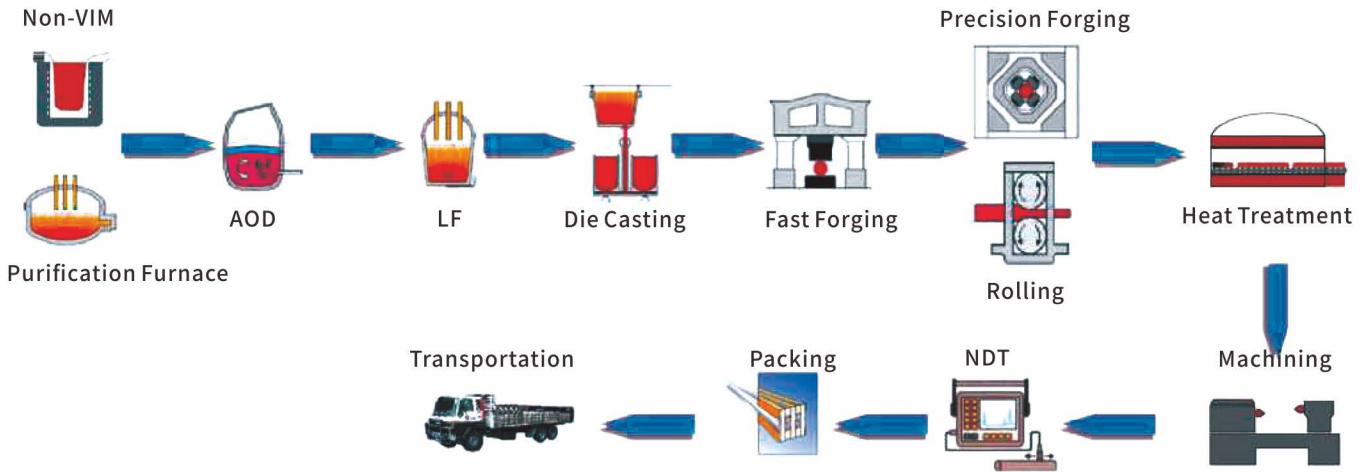 Non-VIM
Purification Furnace
AOD
LF
Die Casting
Fast Forging
Precision Forging
Rolling
Heat Treatment
Machining
NDT
Packing
Transportation